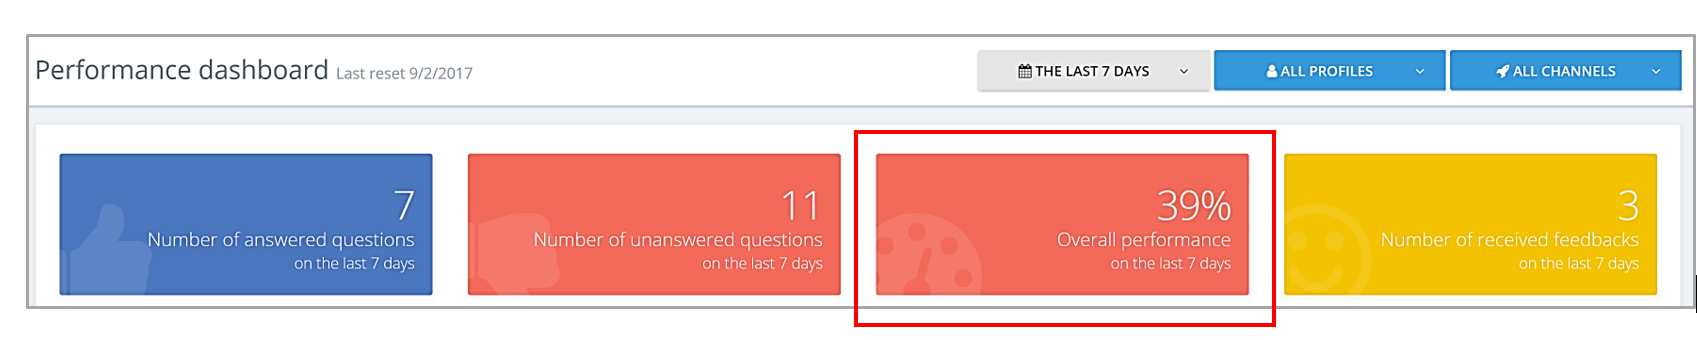 Performance dashboard Last reset 9/2/2017
THE LAST 7 DAYS
ALL PROFILES
ALL CHANNELS
7
Number of answered questions
on the last 7 days
11
Number of unanswered questions
on the last 7 days
39%
Overall performance
on the last 7 days
3
Number of received feedbacks
on the last 7 days